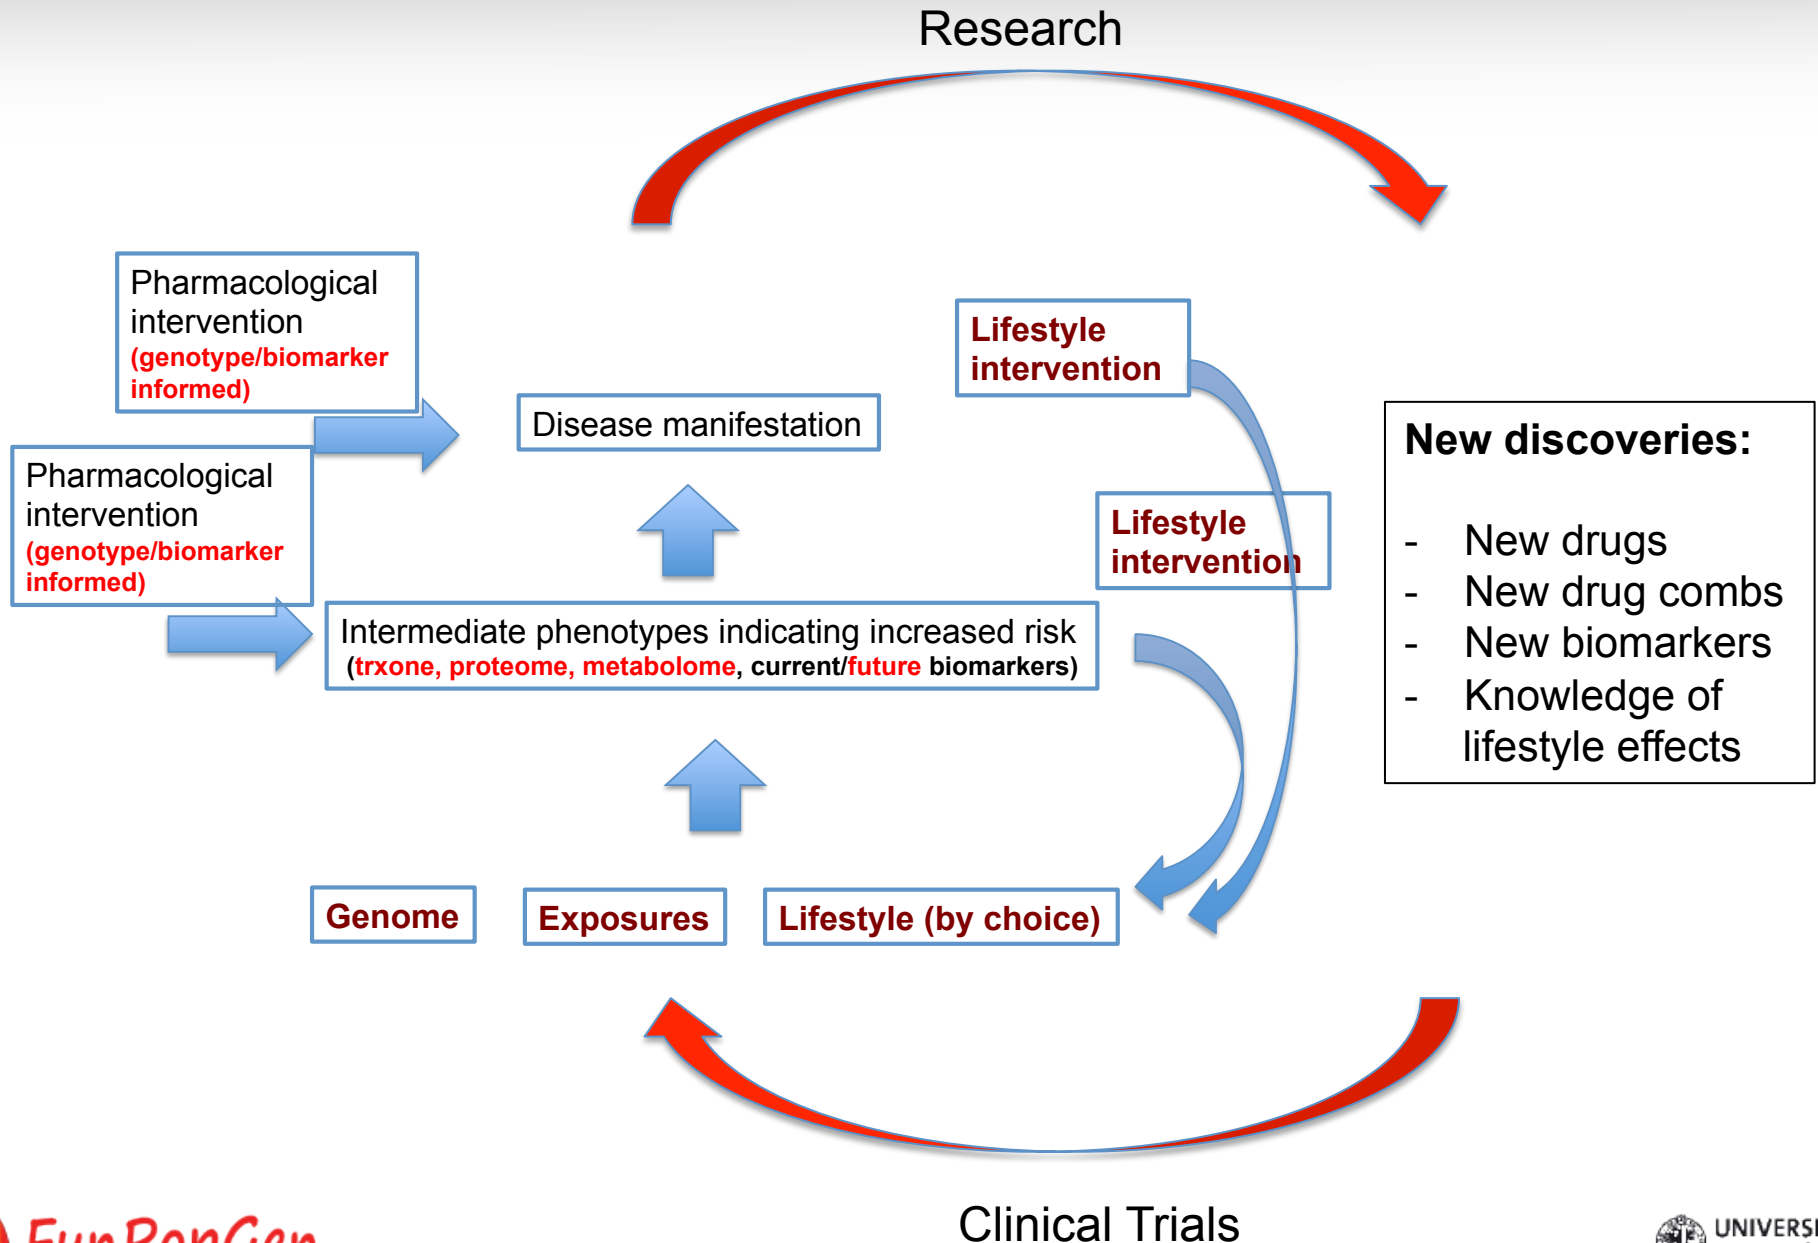 Research
Pharmacological
intervention
(genotype/biomarker
informed)
Lifestyle
intervention
Disease manifestation
New discoveries:
- New drugs
- New drug combs
- New biomarkers
- Knowledge of
lifestyle effects
Pharmacological
intervention
(genotype/biomarker
informed)
Lifestyle
intervention
Intermediate phenotypes indicating increased risk
(trxone, proteome, metabolome, current/future biomarkers)
Genome
Exposures
Lifestyle (by choice)
Clinical Trials
FunPopGen